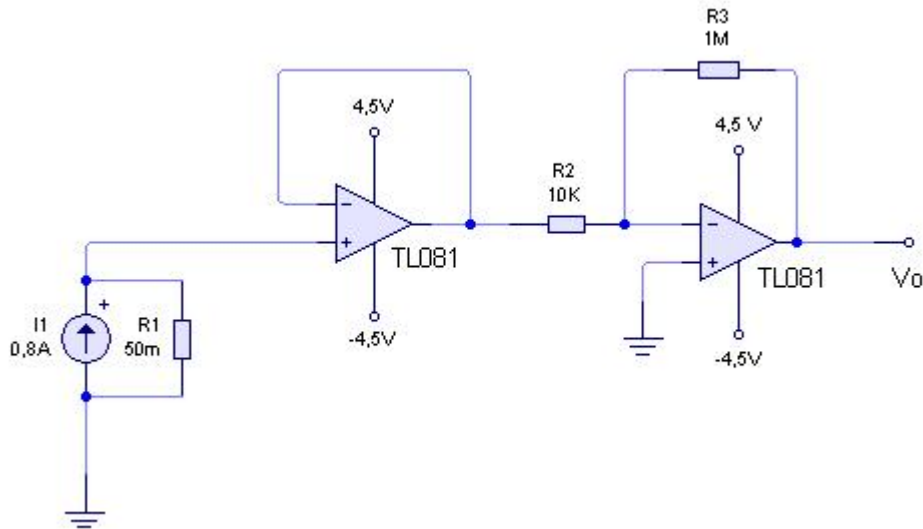 R3
1M
4,5V
4,5 V
R2
10K
−
+
TL081
−
+
TL081
Vo
+
I1
0,8A
R1
50m
-4,5V
-4,5V